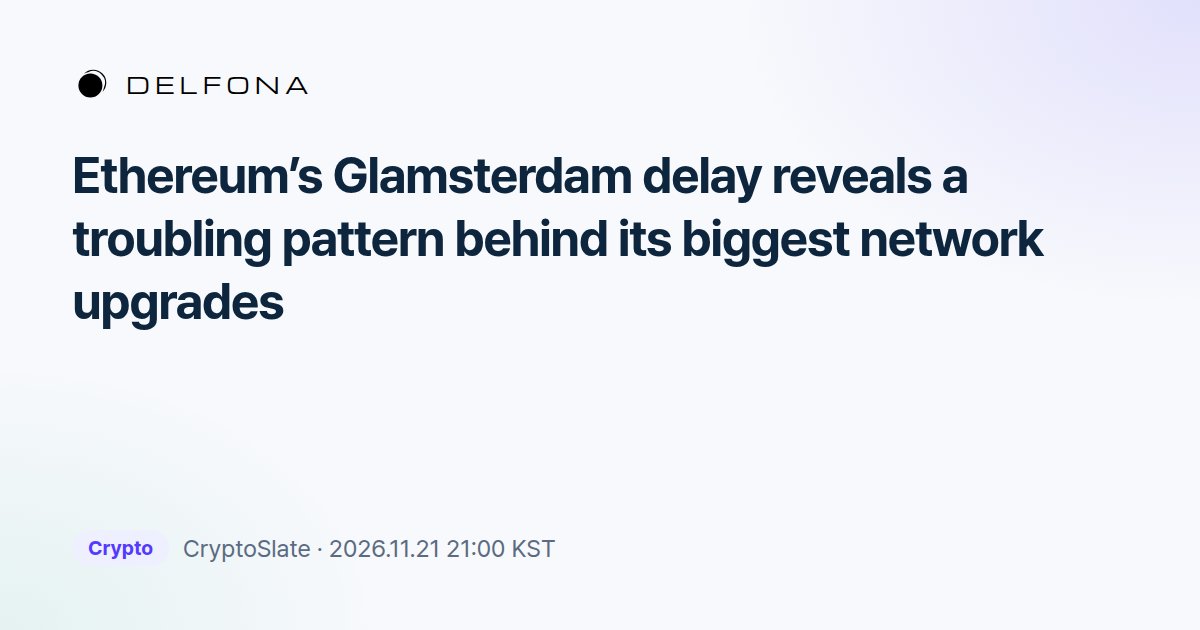 DELFONA
Ethereum’s Glamsterdam delay reveals a
troubling pattern behind its biggest network
upgrades
Crypto CryptoSlate · 2026.11.21 21:00 KST